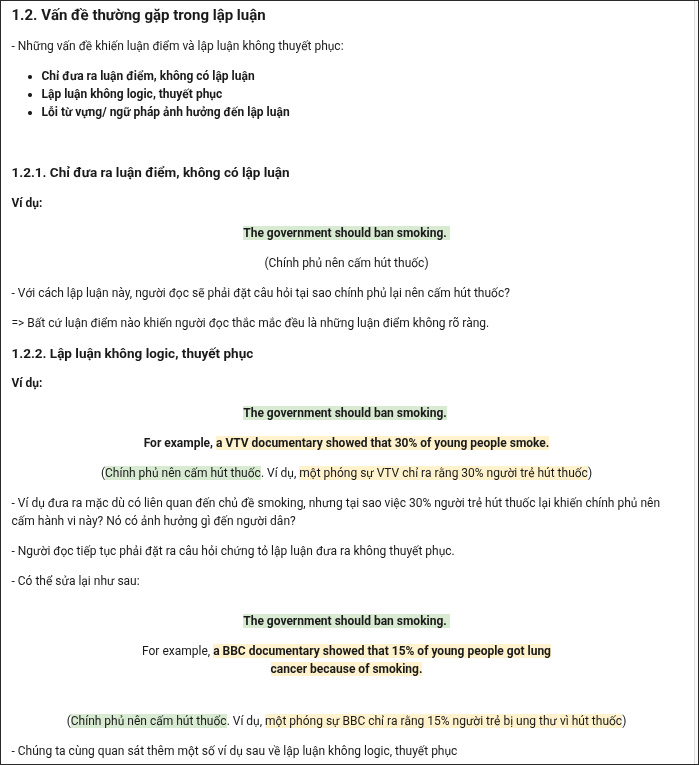 1.2. Vấn đề thường gặp trong lập luận
- Những vấn đề khiến luận điểm và lập luận không thuyết phục:
• Chỉ đưa ra luận điểm, không có lập luận
• Lập luận không logic, thuyết phục
• Lỗi từ vựng/ ngữ pháp ảnh hưởng đến lập luận
1.2.1. Chỉ đưa ra luận điểm, không có lập luận
Ví dụ:
The government should ban smoking.
(Chính phủ nên cấm hút thuốc)
- Với cách lập luận này, người đọc sẽ phải đặt câu hỏi tại sao chính phủ lại nên cấm hút thuốc?
=> Bất cứ luận điểm nào khiến người đọc thắc mắc đều là những luận điểm không rõ ràng.
1.2.2. Lập luận không logic, thuyết phục
Ví dụ:
The government should ban smoking.
For example, a VTV documentary showed that 30% of young people smoke.
(Chính phủ nên cấm hút thuốc. Ví dụ, một phóng sự VTV chỉ ra rằng 30% người trẻ hút thuốc)
- Ví dụ đưa ra mặc dù có liên quan đến chủ đề smoking, nhưng tại sao việc 30% người trẻ hút thuốc lại khiến chính phủ nên
cấm hành vi này? Nó có ảnh hưởng gì đến người dân?
- Người đọc tiếp tục phải đặt ra câu hỏi chứng tỏ lập luận đưa ra không thuyết phục.
- Có thể sửa lại như sau:
The government should ban smoking.
For example, a BBC documentary showed that 15% of young people got lung
cancer because of smoking.
(Chính phủ nên cấm hút thuốc. Ví dụ, một phóng sự BBC chỉ ra rằng 15% người trẻ bị ung thư vì hút thuốc)
- Chúng ta cùng quan sát thêm một số ví dụ sau về lập luận không logic, thuyết phục